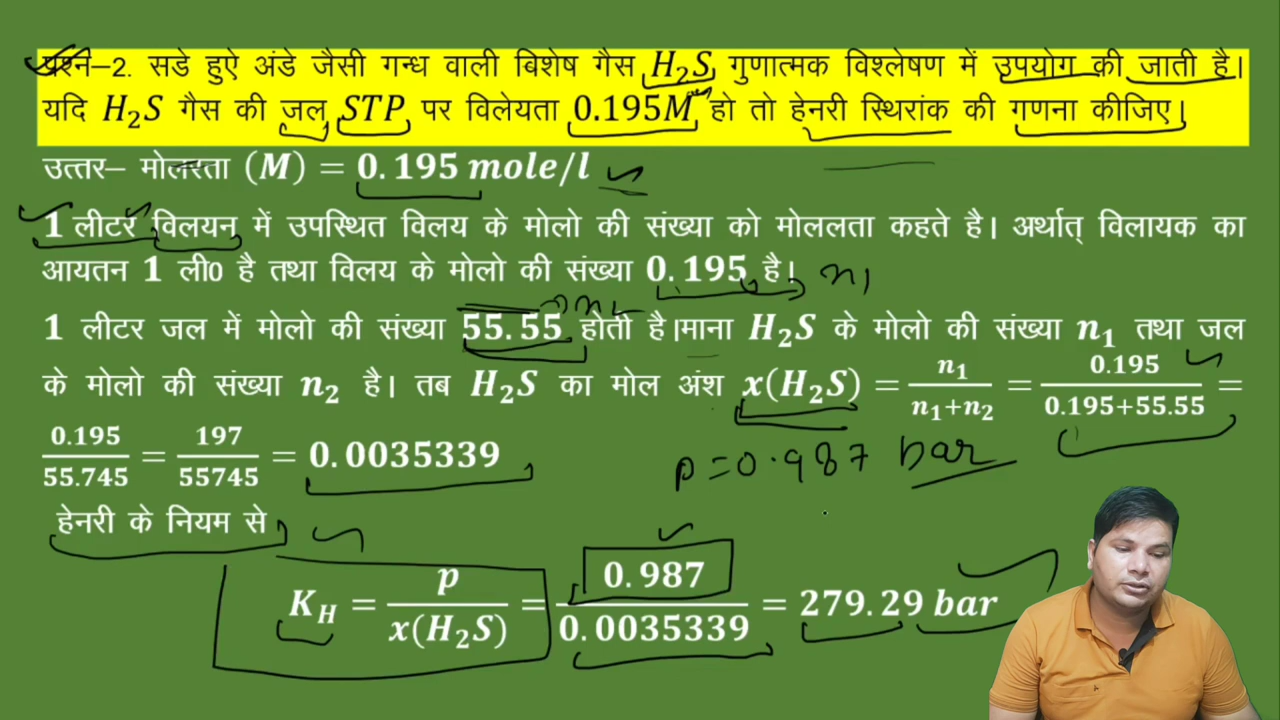 प्रश्न–2. सडे हुऐ अंडे जैसी गन्ध वाली बिशेष गैस H₂S गुणात्मक विश्लेषण में उपयोग की जाती है।
यदि H₂S गैस की जल STP पर विलेयता 0.195M हो तो हेनरी स्थिरांक की गणना कीजिए।
उत्तर– मोलरता (M) = 0.195 mole/l
1 लीटर विलयन में उपस्थित विलय के मोलो की संख्या को मोललता कहते है। अर्थात् विलायक का
आयतन 1 ली0 है तथा विलय के मोलो की संख्या 0.195 है। n₁
1 लीटर जल में मोलो की संख्या 55.55 होतो है।माना H₂S के मोलो की संख्या n₁ तथा जल
के मोलो की संख्या n₂ है। तब H₂S का मोल अंश x(H₂S) = n₁/(n₁+n₂) = 0.195/(0.195+55.55) =
0.195/55.745 = 197/55745 = 0.0035339
p = 0.987 bar
हेनरी के नियम से
K_H = p/x(H₂S) = 0.987/0.0035339 = 279.29 bar